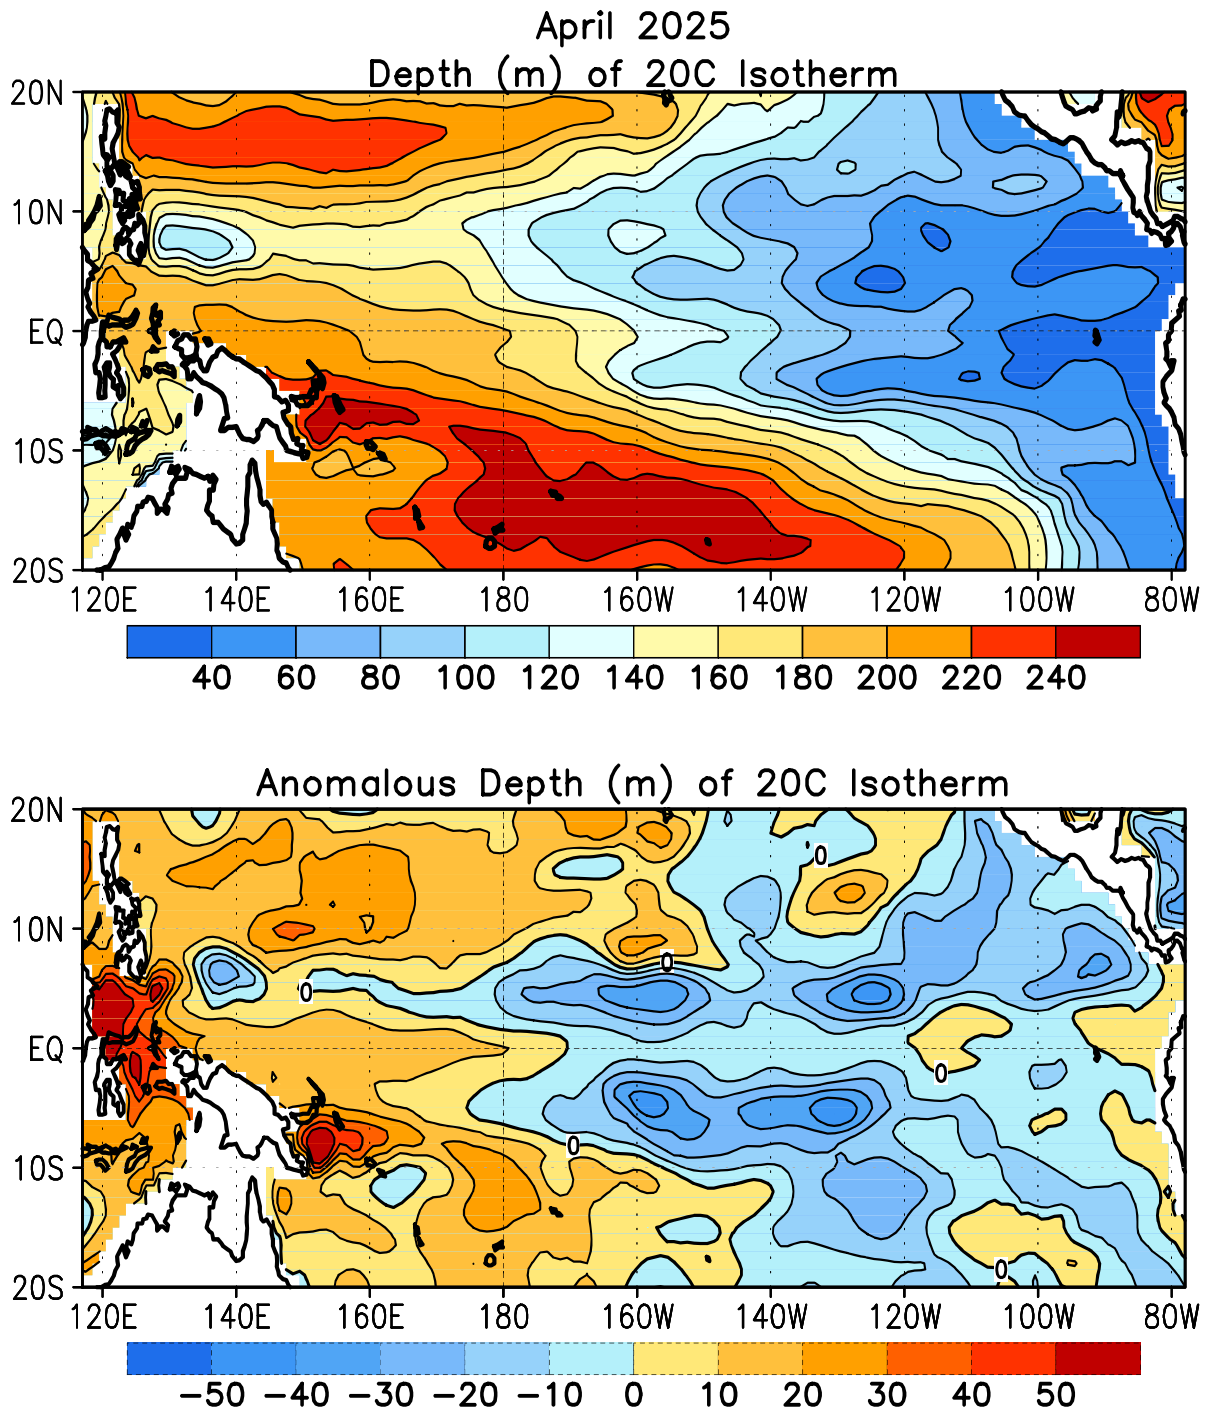 April 2025
Depth (m) of 20C Isotherm
20N
10N
EQ
10S
20S
120E 140E 160E 180 160W 140W 120W 100W 80W
40 60 80 100 120 140 160 180 200 220 240
Anomalous Depth (m) of 20C Isotherm
20N
0
10N
0
0
EQ
0
0
10S
0
20S
120E 140E 160E 180 160W 140W 120W 100W 80W
-50 -40 -30 -20 -10 0 10 20 30 40 50